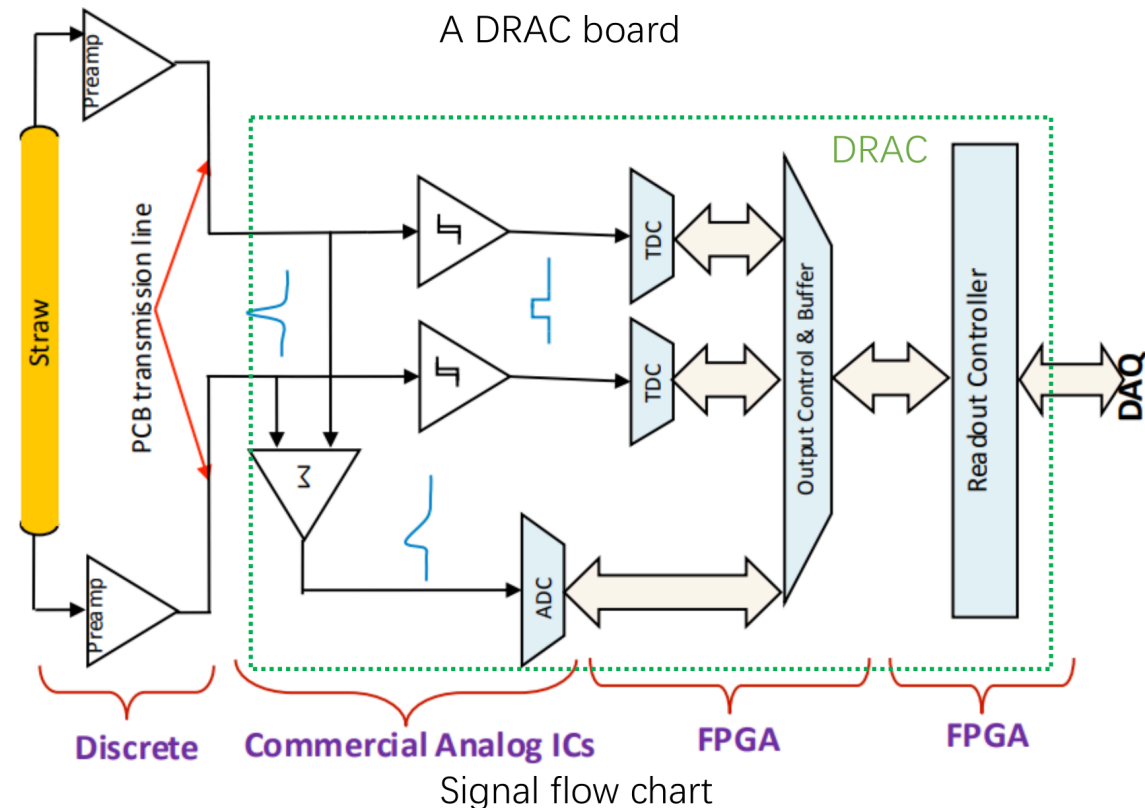 A DRAC board
Preamp
DRAC
PCB transmission line
Straw
TDC
TDC
Output Control & Buffer
Readout Controller
DAQ
Σ
ADC
Preamp
Discrete
Commercial Analog ICs
FPGA
FPGA
Signal flow chart